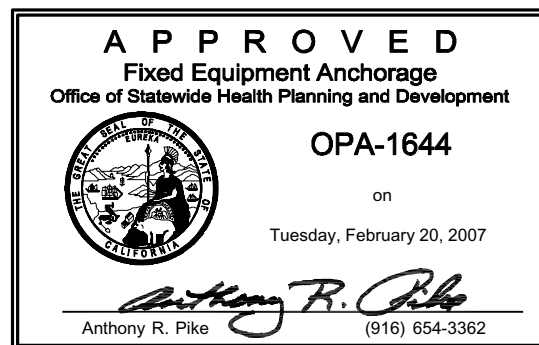 A P P R O V E D
Fixed Equipment Anchorage
Office of Statewide Health Planning and Development
THE GREAT SEAL OF THE STATE OF CALIFORNIA
EUREKA
OPA-1644
on
Tuesday, February 20, 2007
Anthony R. Pike
Anthony R. Pike (916) 654-3362